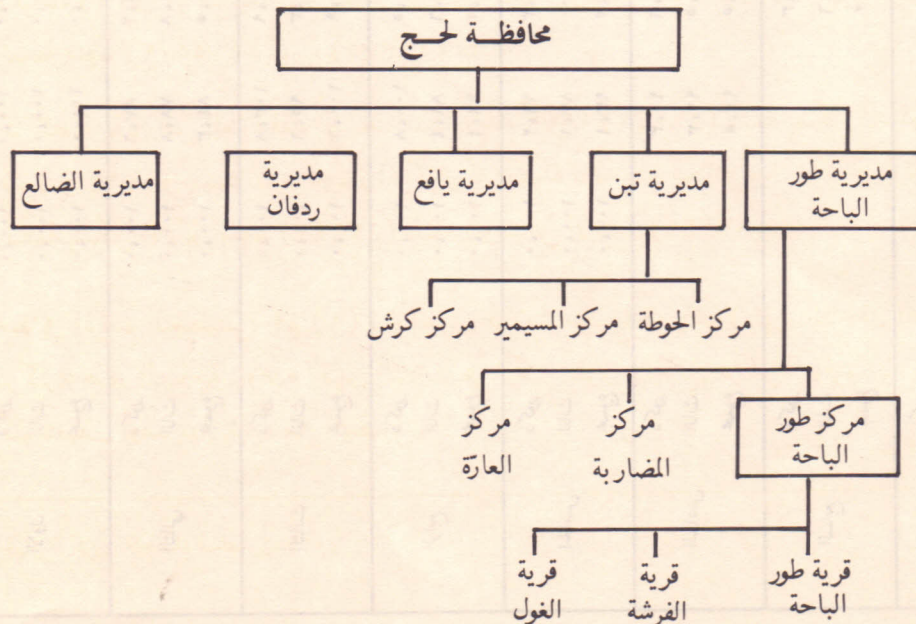 محافظة لحج
مديرية طور
الباحة
مديرية تبن
مديرية يافع
مديرية
ردفان
مديرية الضالع
مركز الحوطة
مركز المسيمير
مركز كرش
مركز طور
الباحة
مركز
المضاربة
مركز
العارّة
قرية طور
الباحة
قرية
الفرشة
قرية
الغول